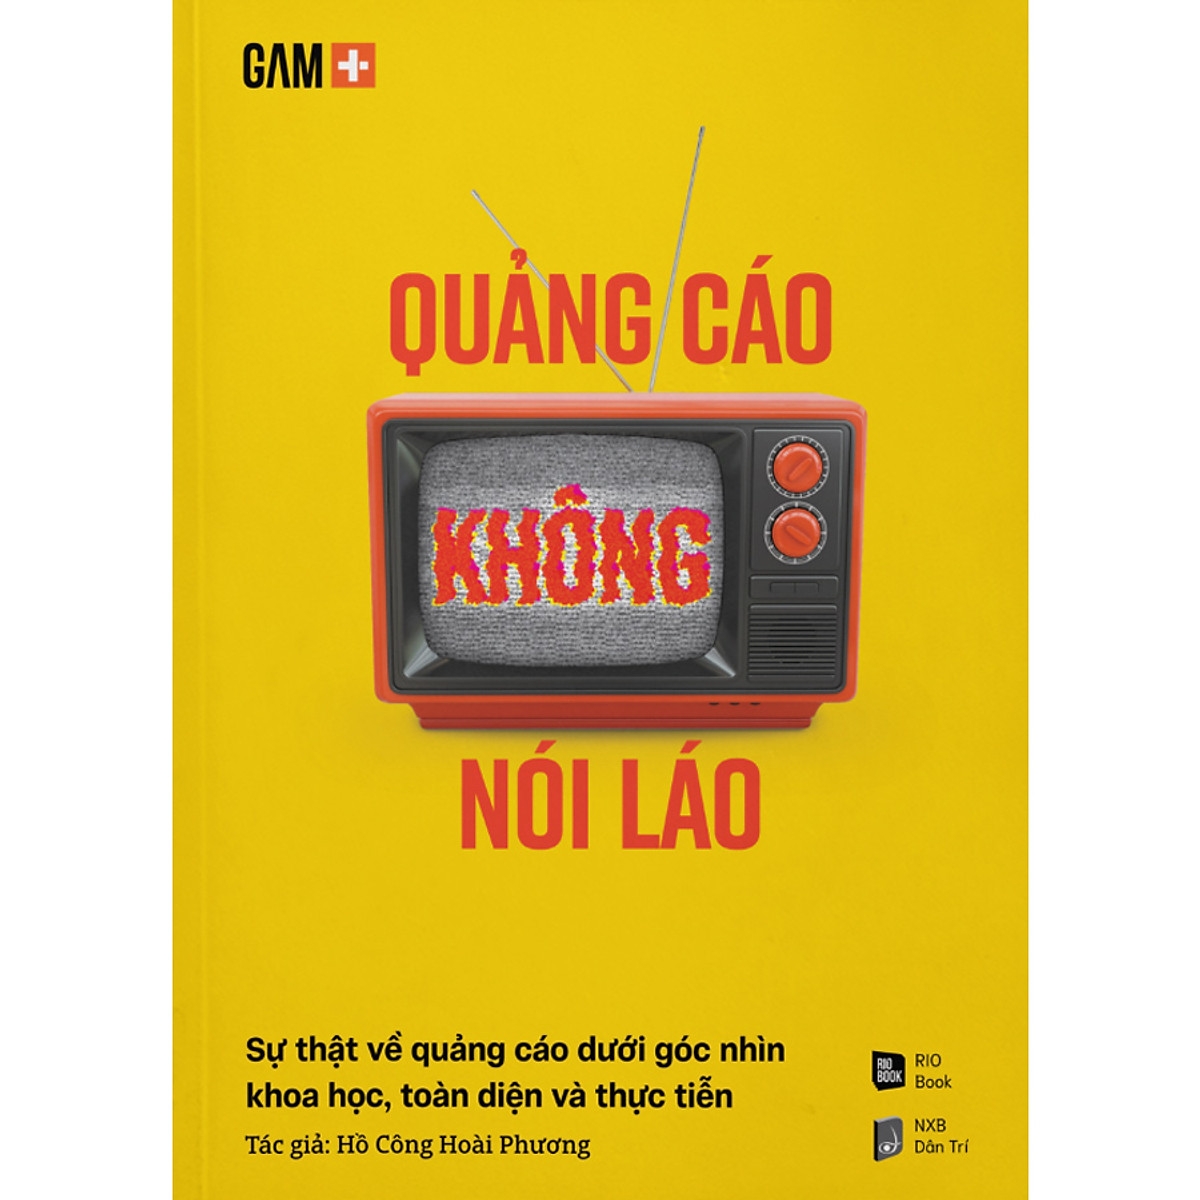 GAM+
QUẢNG CÁO
KHÔNG
NÓI LÁO
Sự thật về quảng cáo dưới góc nhìn
khoa học, toàn diện và thực tiễn
Tác giả: Hồ Công Hoài Phương
RIO
BOOK
RIO
Book
NXB
Dân Trí